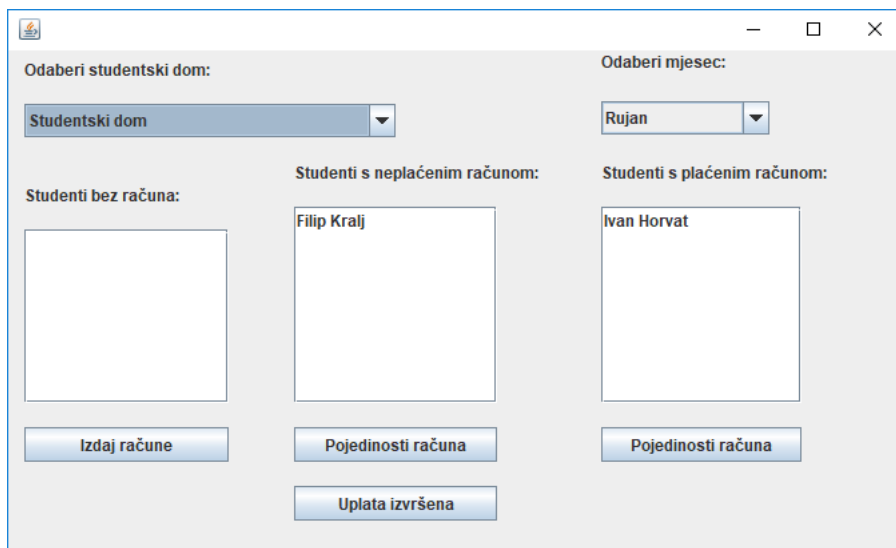 Odaberi studentski dom:
Odaberi mjesec:
Studentski dom
Rujan
Studenti bez računa:
Studenti s neplaćenim računom:
Studenti s plaćenim računom:
Filip Kralj
Ivan Horvat
Izdaj račune
Pojedinosti računa
Pojedinosti računa
Uplata izvršena